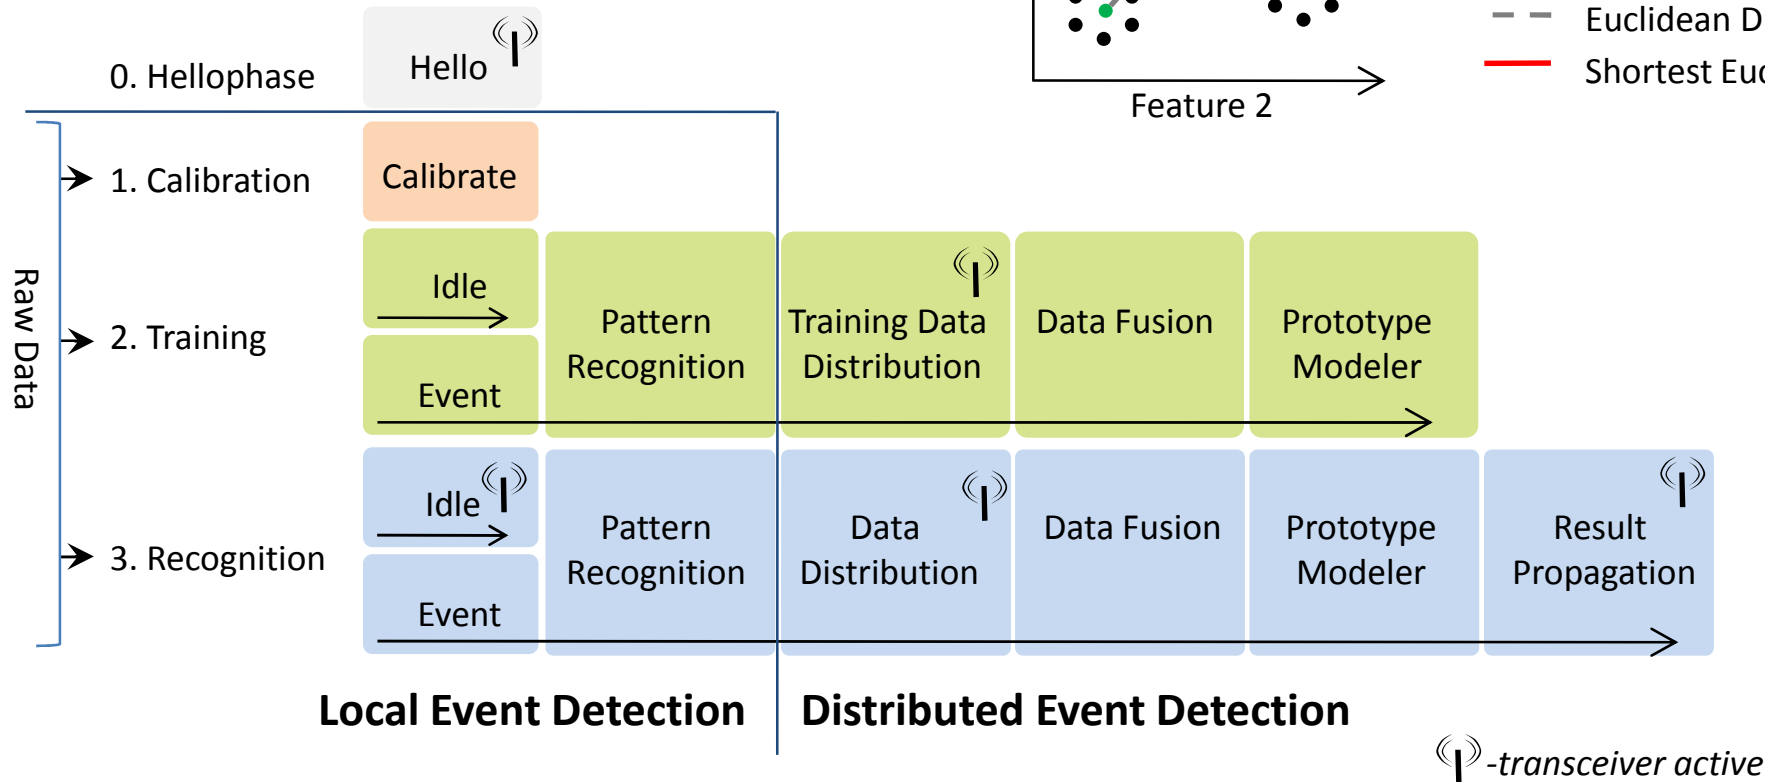 Euclidean D
Shortest Euc
Feature 2
0. Hellophase
Hello
1. Calibration
Calibrate
Raw Data
2. Training
Idle
Event
Pattern
Recognition
Training Data
Distribution
Data Fusion
Prototype
Modeler
3. Recognition
Idle
Event
Pattern
Recognition
Data
Distribution
Data Fusion
Prototype
Modeler
Result
Propagation
Local Event Detection
Distributed Event Detection
-transceiver active